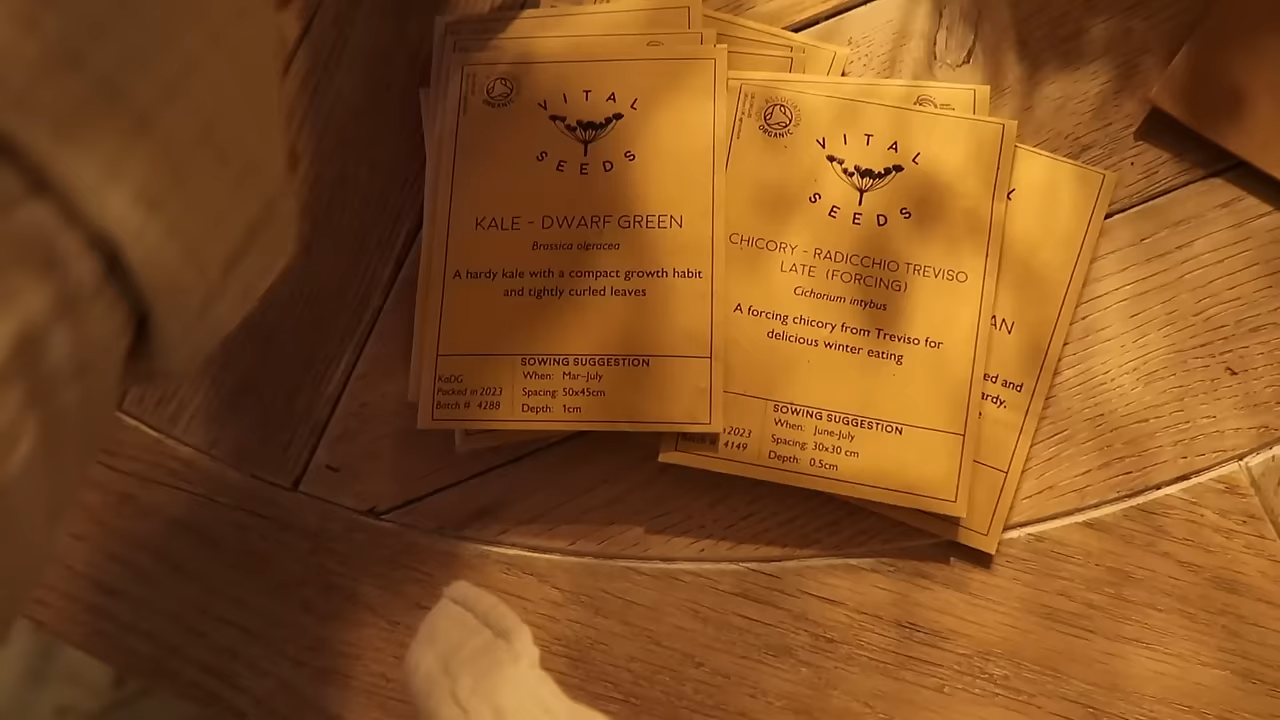 ORGANIC
VITAL
SEEDS
KALE - DWARF GREEN
Brassica oleracea
A hardy kale with a compact growth habit
and tightly curled leaves
KaDG
Packed in 2023
Batch # 4288
SOWING SUGGESTION
When: Mar-July
Spacing: 50x45cm
Depth: 1cm
ASSOCIATION
ORGANIC
VITAL
SEEDS
CHICORY - RADICCHIO TREVISO
LATE (FORCING)
Cichorium intybus
A forcing chicory from Treviso for
delicious winter eating
2023
Batch # 4149
SOWING SUGGESTION
When: June-July
Spacing: 30x30 cm
Depth: 0.5cm
AN
ed and
ardy,